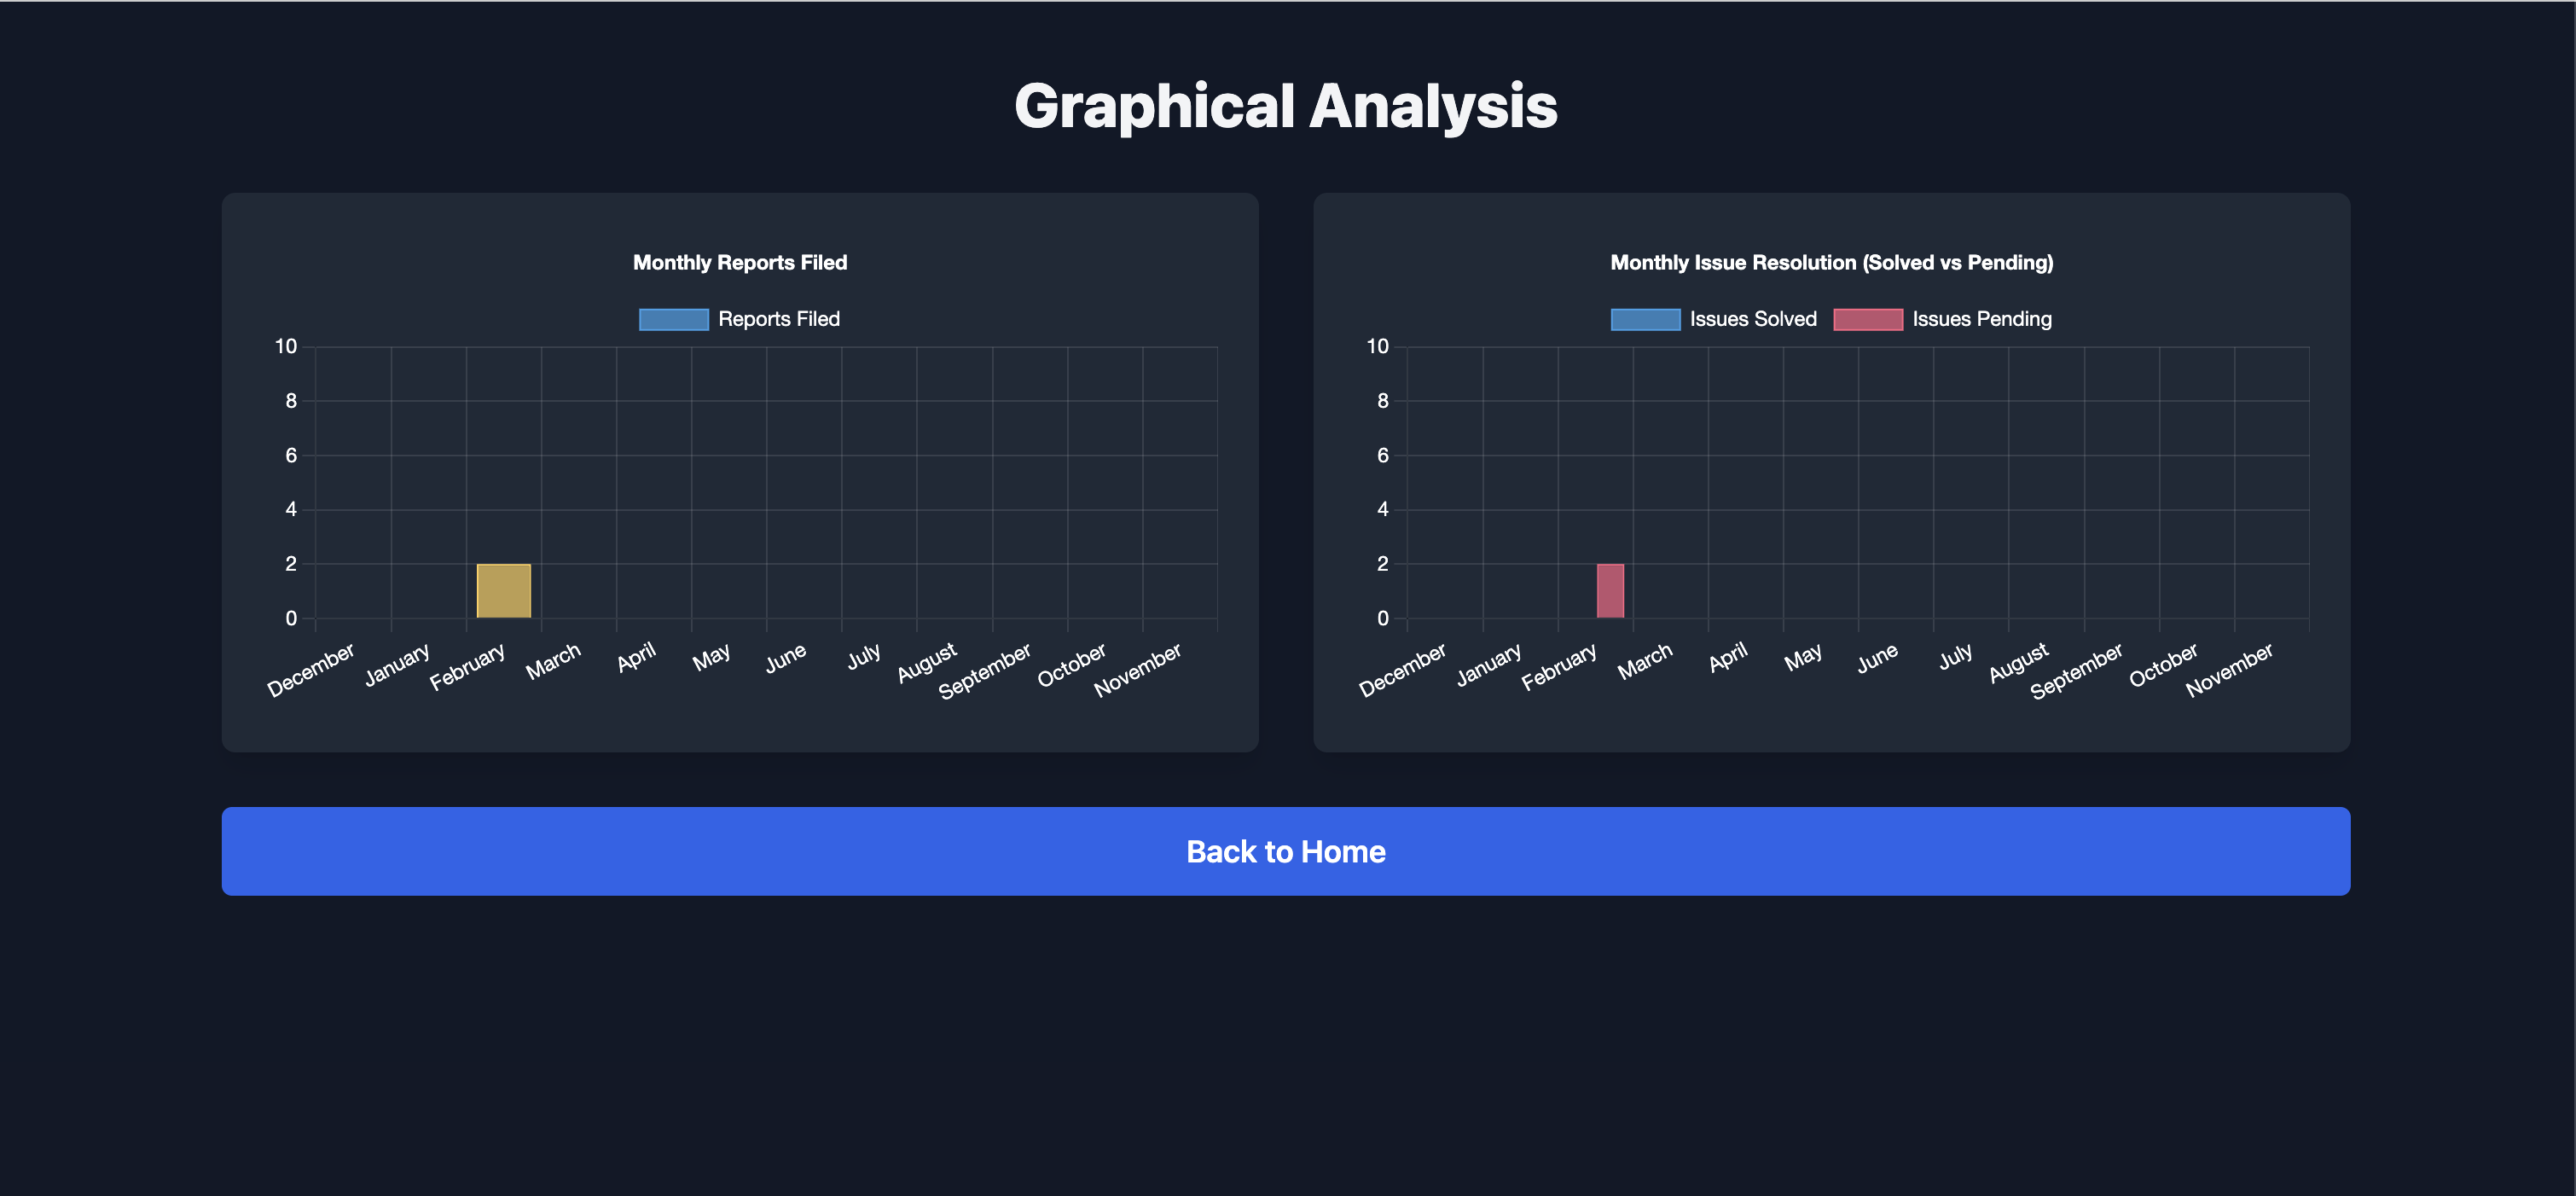 Graphical Analysis
Monthly Reports Filed
Reports Filed
10
8
6
4
2
0
December
January
February
March
April
May
June
July
August
September
October
November
Monthly Issue Resolution (Solved vs Pending)
Issues Solved Issues Pending
10
8
6
4
2
0
December
January
February
March
April
May
June
July
August
September
October
November
Back to Home